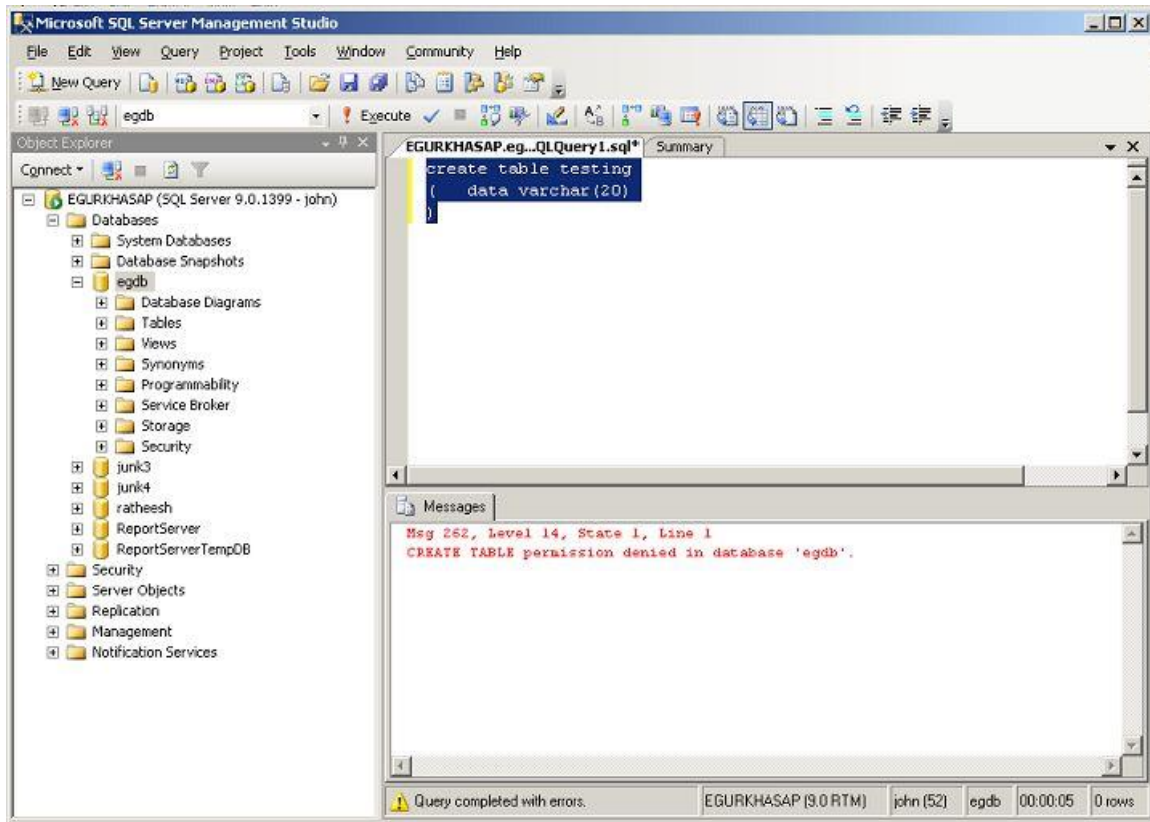 Microsoft SQL Server Management Studio
File Edit View Query Project Tools Window Community Help
New Query
egdb Execute
Object Explorer
Connect
EGURKHASAP (SQL Server 9.0.1399 - john)
Databases
System Databases
Database Snapshots
egdb
Database Diagrams
Tables
Views
Synonyms
Programmability
Service Broker
Storage
Security
junk3
junk4
ratheesh
ReportServer
ReportServerTempDB
Security
Server Objects
Replication
Management
Notification Services
EGURKHASAP.eg...QLQuery1.sql* Summary
create table testing
( data varchar(20)
)
Messages
Msg 262, Level 14, State 1, Line 1
CREATE TABLE permission denied in database 'egdb'.
Query completed with errors. EGURKHASAP (9.0 RTM) john (52) egdb 00:00:05 0 rows